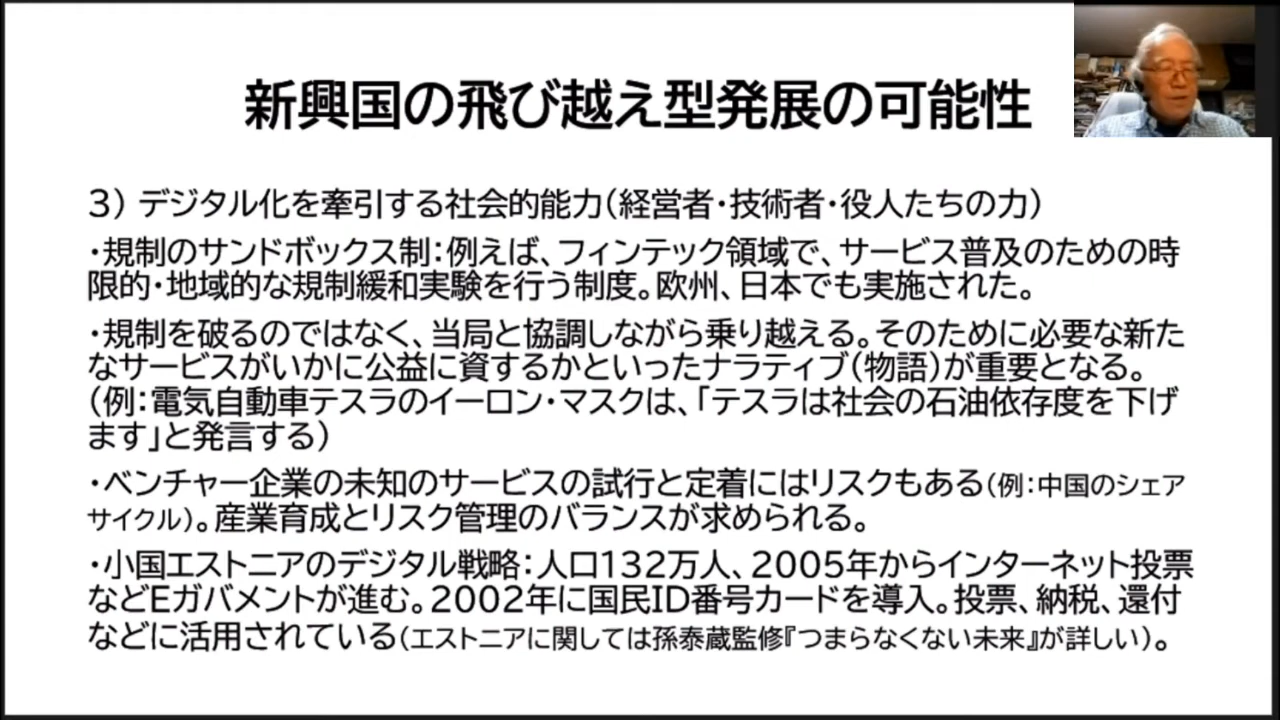 新興国の飛び越え型発展の可能性
3） デジタル化を牽引する社会的能力（経営者・技術者・役人たちの力）
・規制のサンドボックス制：例えば、フィンテック領域で、サービス普及のための時
限的・地域的な規制緩和実験を行う制度。欧州、日本でも実施された。
・規制を破るのではなく、当局と協調しながら乗り越える。そのために必要な新た
なサービスがいかに公益に資するかといったナラティブ（物語）が重要となる。
（例：電気自動車テスラのイーロン・マスクは、「テスラは社会の石油依存度を下げ
ます」と発言する）
・ベンチャー企業の未知のサービスの試行と定着にはリスクもある（例：中国のシェア
サイクル）。産業育成とリスク管理のバランスが求められる。
・小国エストニアのデジタル戦略：人口132万人、2005年からインターネット投票
などEガバメントが進む。2002年に国民ID番号カードを導入。投票、納税、還付
などに活用されている（エストニアに関しては孫泰蔵監修『つまらなくない未来』が詳しい）。